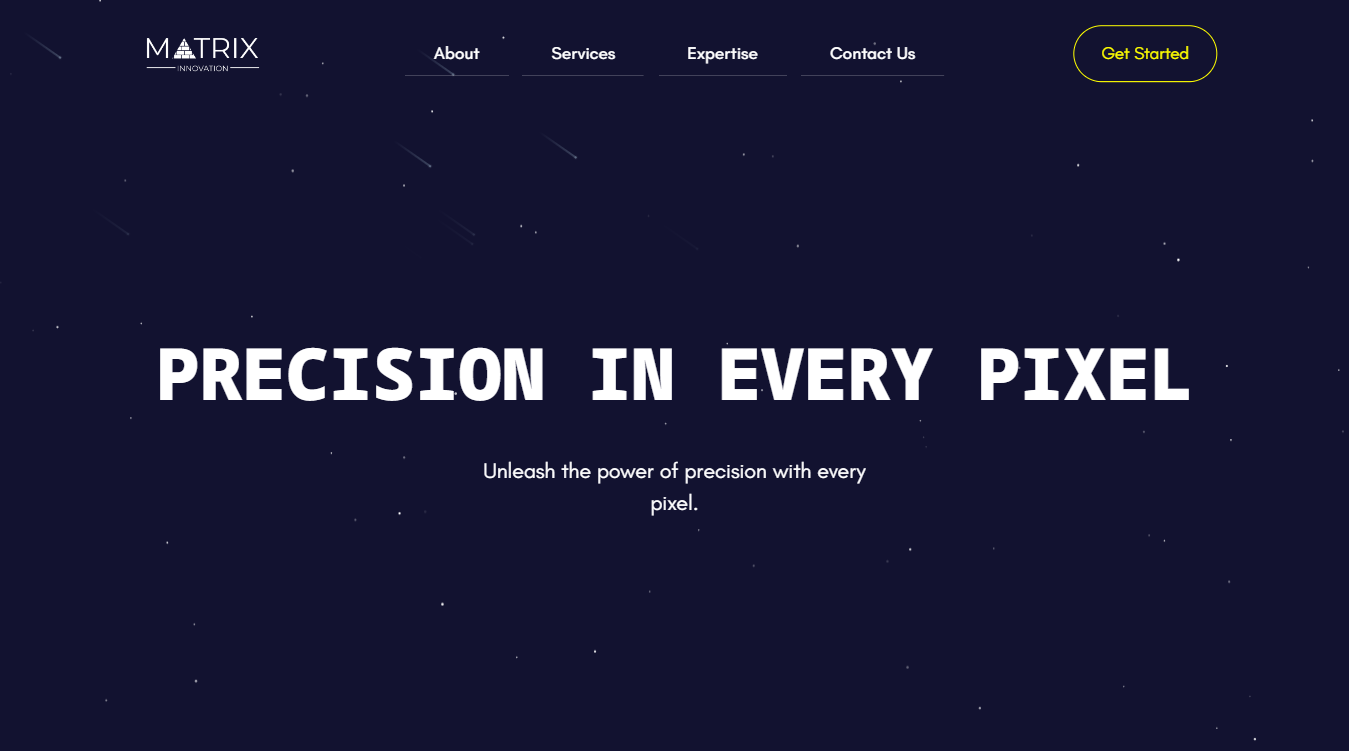 MATRIX
INNOVATION
About
Services
Expertise
Contact Us
Get Started
PRECISION IN EVERY PIXEL
Unleash the power of precision with every
pixel.